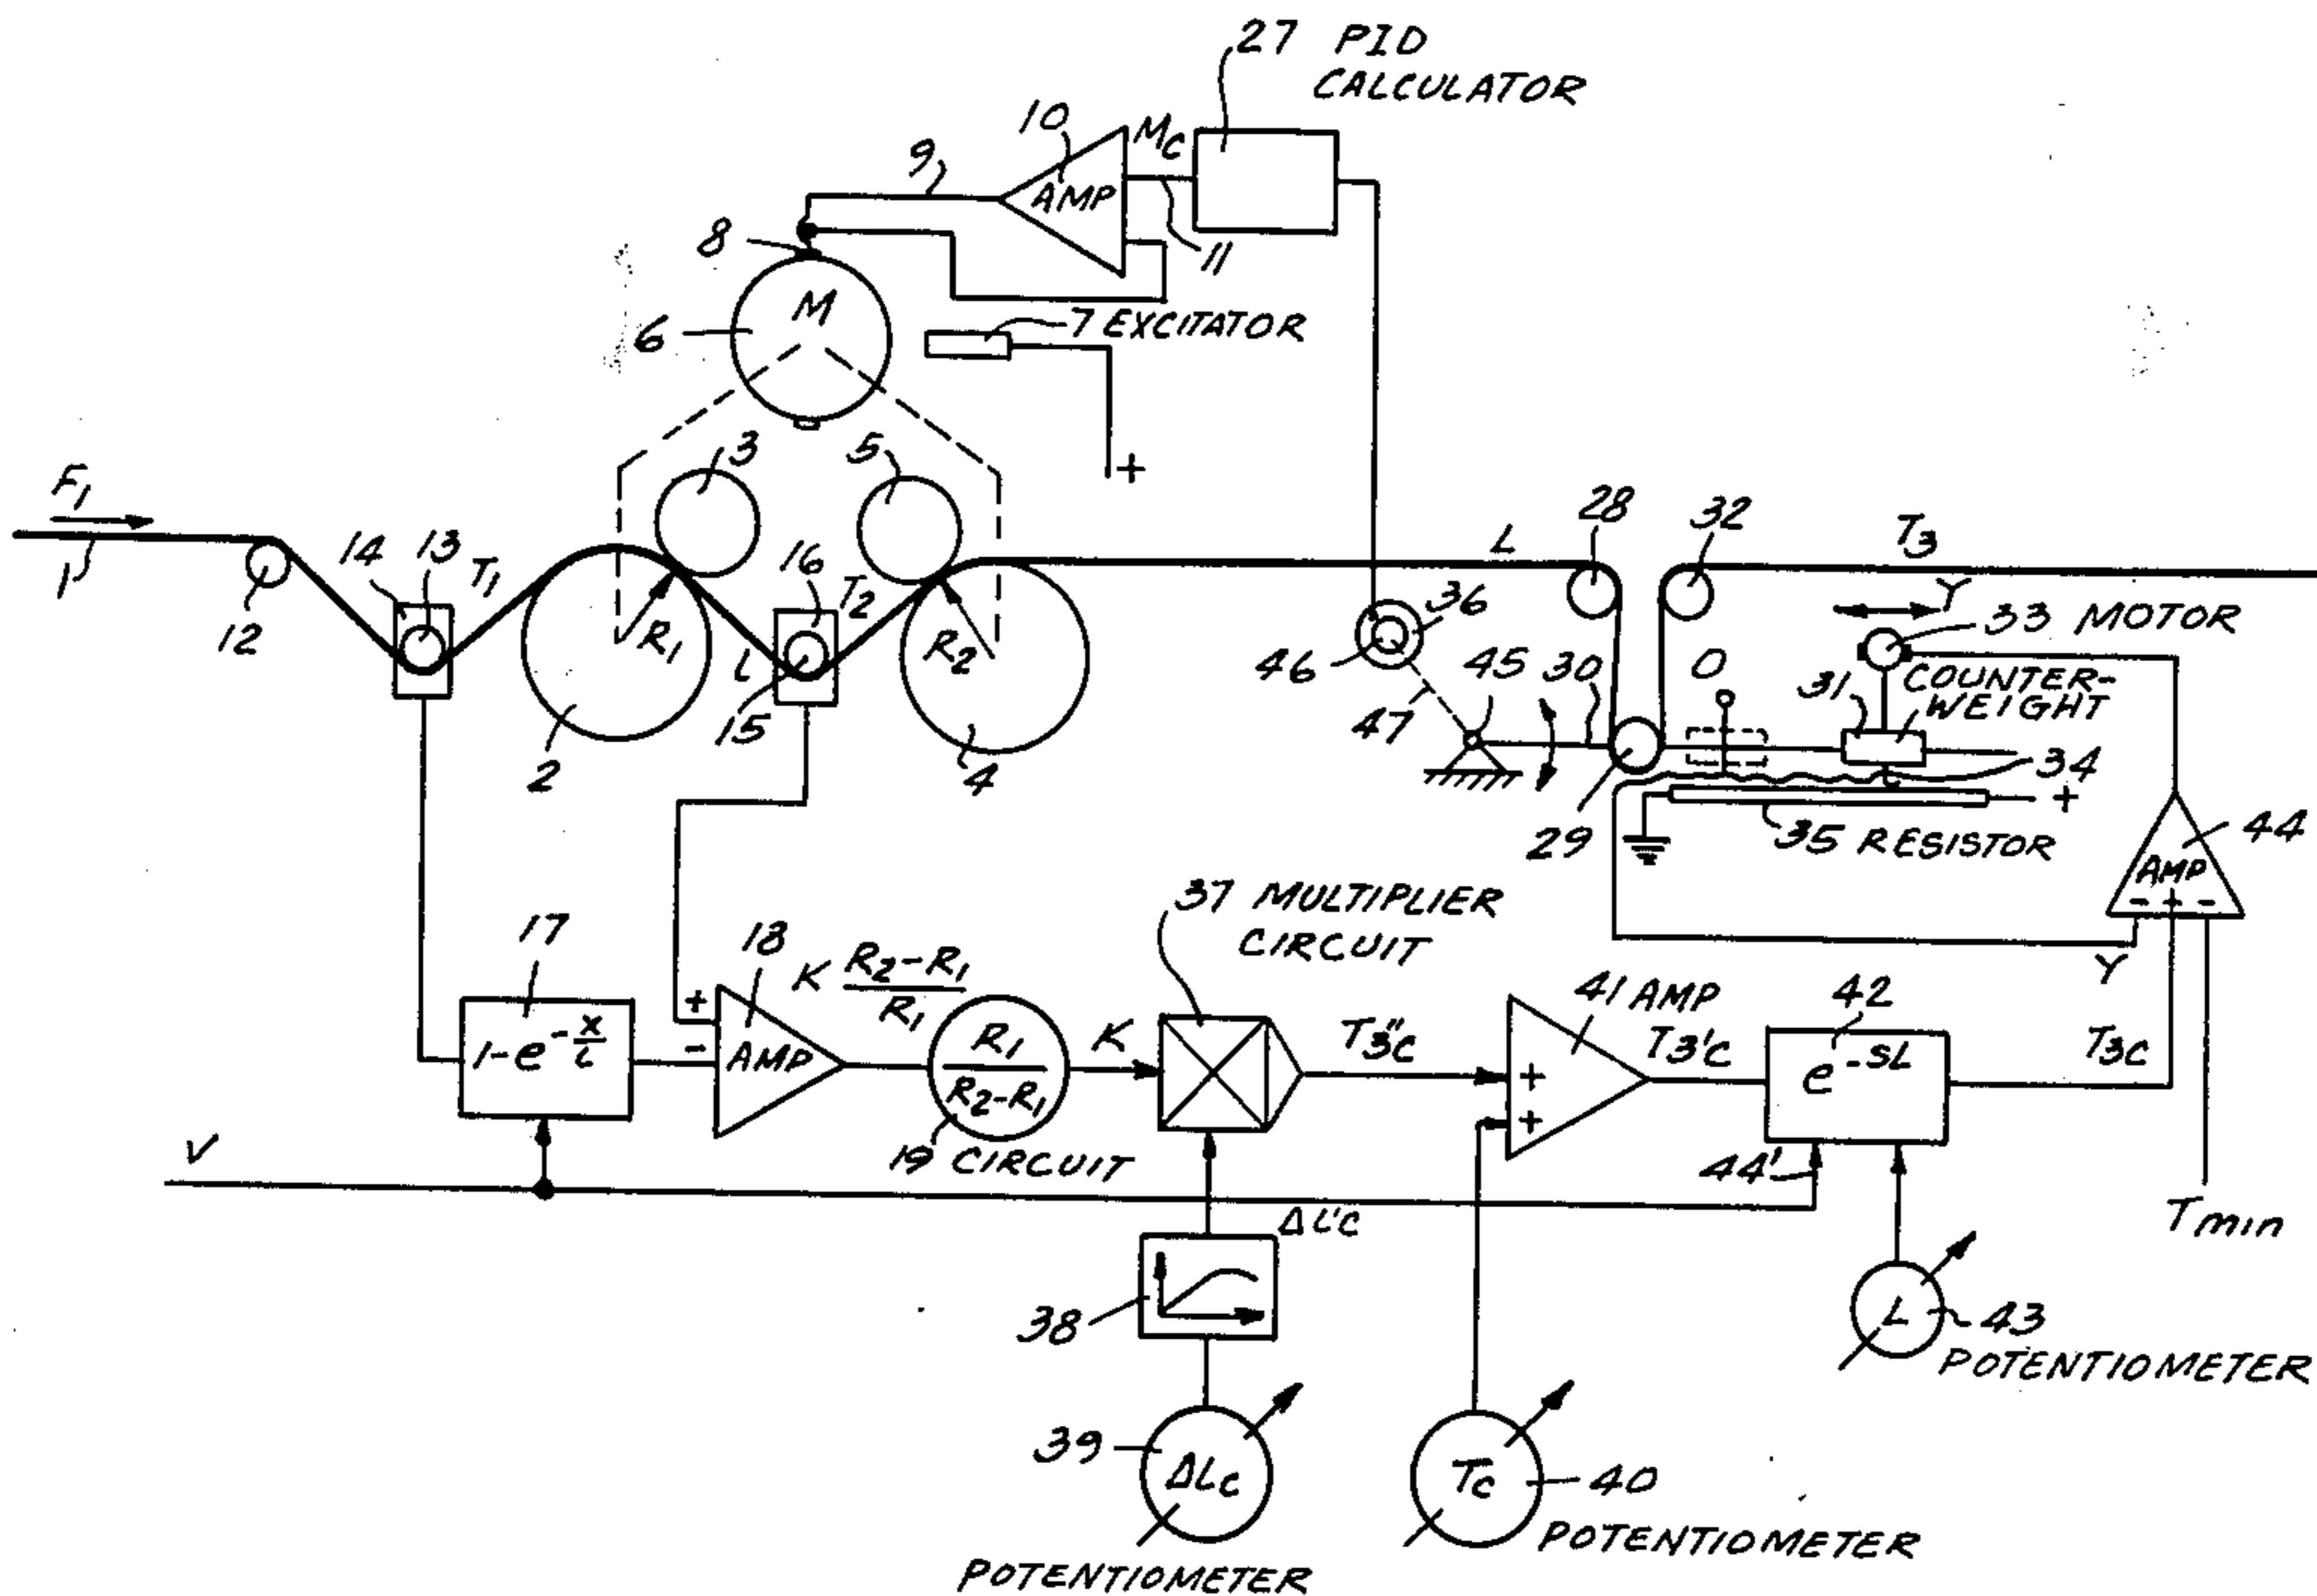 27 PID
CALCULATOR
10
Mc
9
AMP
11
8
M
6
7 EXCITATOR
+
3
5
F1
1
12
14
13
T1
R1
2
l
16
T2
15
R2
4
L
28
32
T3
Y
36
46
47
45
30
O
33 MOTOR
31
COUNTER-
WEIGHT
34
+
29
35 RESISTOR
44
AMP
- + -
17
1-e^-x/l
18
+
-
AMP
K (R2-R1)/R1
R1/(R2-R1)
19 CIRCUIT
K
37 MULTIPLIER
CIRCUIT
T3"c
41 AMP
+
+
T3'c
42
e^-SL
T3c
Y
V
44'
Tmin
ΔL'c
38
L
43
POTENTIOMETER
39
ΔLc
POTENTIOMETER
Tc
40
POTENTIOMETER